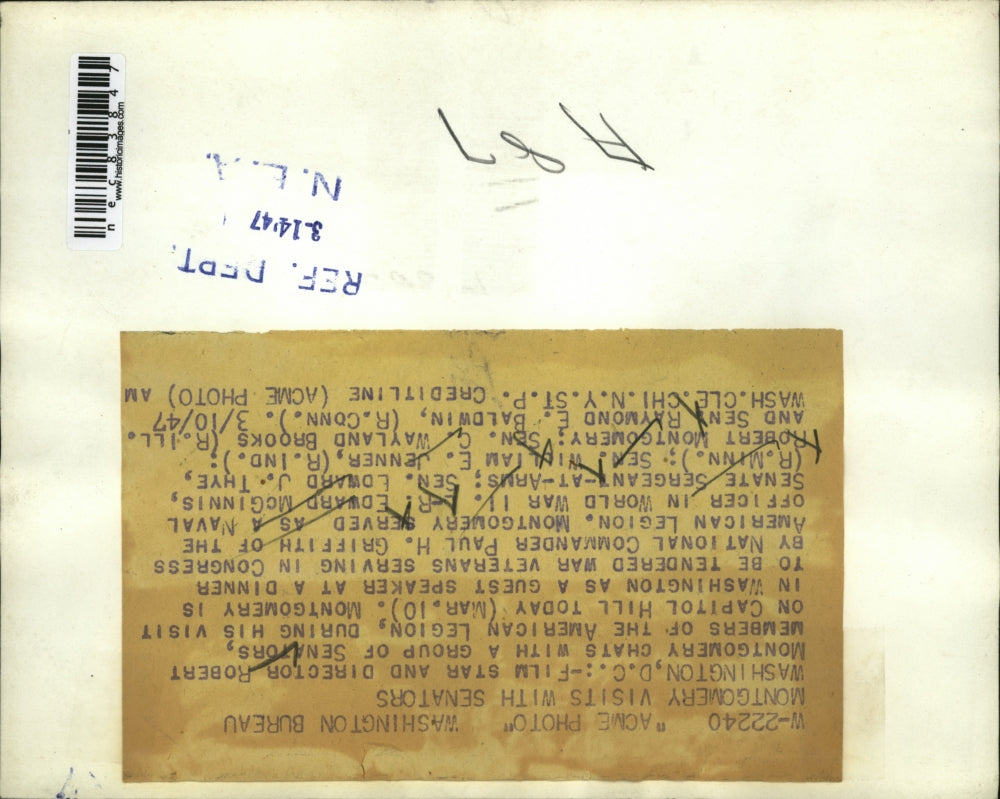 W-22240 "ACME PHOTO" WASHINGTON BUREAU
MONTGOMERY VISITS WITH SENATORS
WASHINGTON,D.C.:-FILM STAR AND DIRECTOR ROBERT
MONTGOMERY CHATS WITH A GROUP OF SENATORS,
MEMBERS OF THE AMERICAN LEGION, DURING HIS VISIT
ON CAPITOL HILL TODAY (MAR.10). MONTGOMERY IS
IN WASHINGTON AS A GUEST SPEAKER AT A DINNER
TO BE TENDERED WAR VETERANS SERVING IN CONGRESS
BY NATIONAL COMMANDER PAUL H. GRIFFITH OF THE
AMERICAN LEGION. MONTGOMERY SERVED AS A NAVAL
OFFICER IN WORLD WAR II. L-R: EDWARD MCGINNIS,
SENATE SERGEANT-AT-ARMS; SEN. EDWARD J. THYE,
(R.MINN.); SEN. WILLIAM E. JENNER,(R.IND.):
ROBERT MONTGOMERY; SEN. C. WAYLAND BROOKS (R.ILL.
AND SEN. RAYMOND E. BALDWIN, (R.CONN.). 3/10/47
WASH.CLE.CHI.N.Y.ST.P. CREDITLINE (ACME PHOTO) AM
REF. DEPT.
3-14'47
N.E.A.
A 87
nec83847
www.historicimages.com